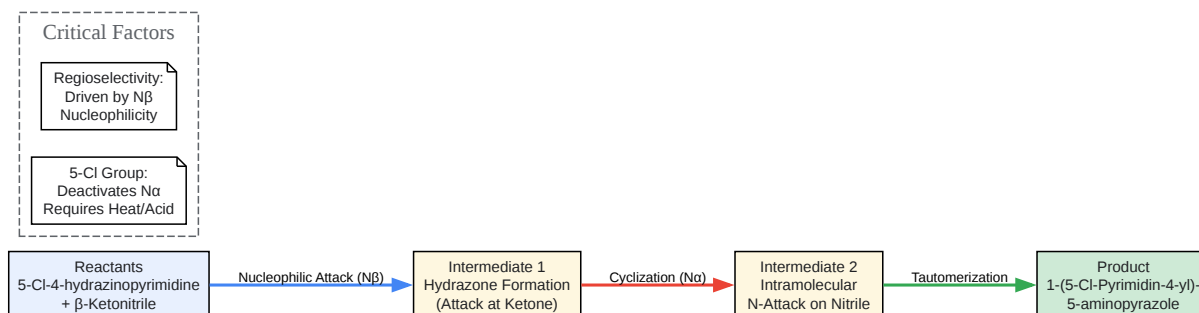 Critical Factors
Regioselectivity:
Driven by Nβ
Nucleophilicity
5-Cl Group:
Deactivates Nα
Requires Heat/Acid
Reactants
5-Cl-4-hydrazinopyrimidine
+ β-Ketonitrile
Nucleophilic Attack (Nβ)
Intermediate 1
Hydrazone Formation
(Attack at Ketone)
Cyclization (Nα)
Intermediate 2
Intramolecular
N-Attack on Nitrile
Tautomerization
Product
1-(5-Cl-Pyrimidin-4-yl)-
5-aminopyrazole